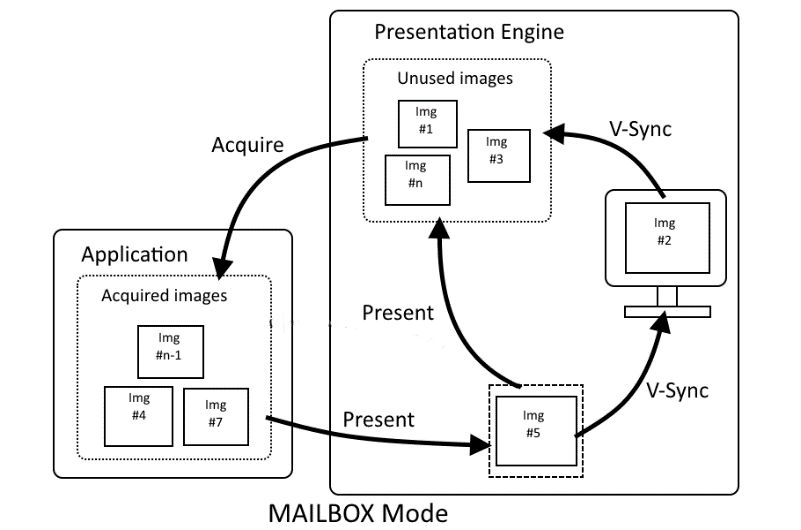 Presentation Engine
Unused images
Img
#1
Img
#3
Img
#n
V-Sync
Acquire
Img
#2
Application
Acquired images
Img
#n-1
Img
#4
Img
#7
Present
Present
Img
#5
V-Sync
MAILBOX Mode